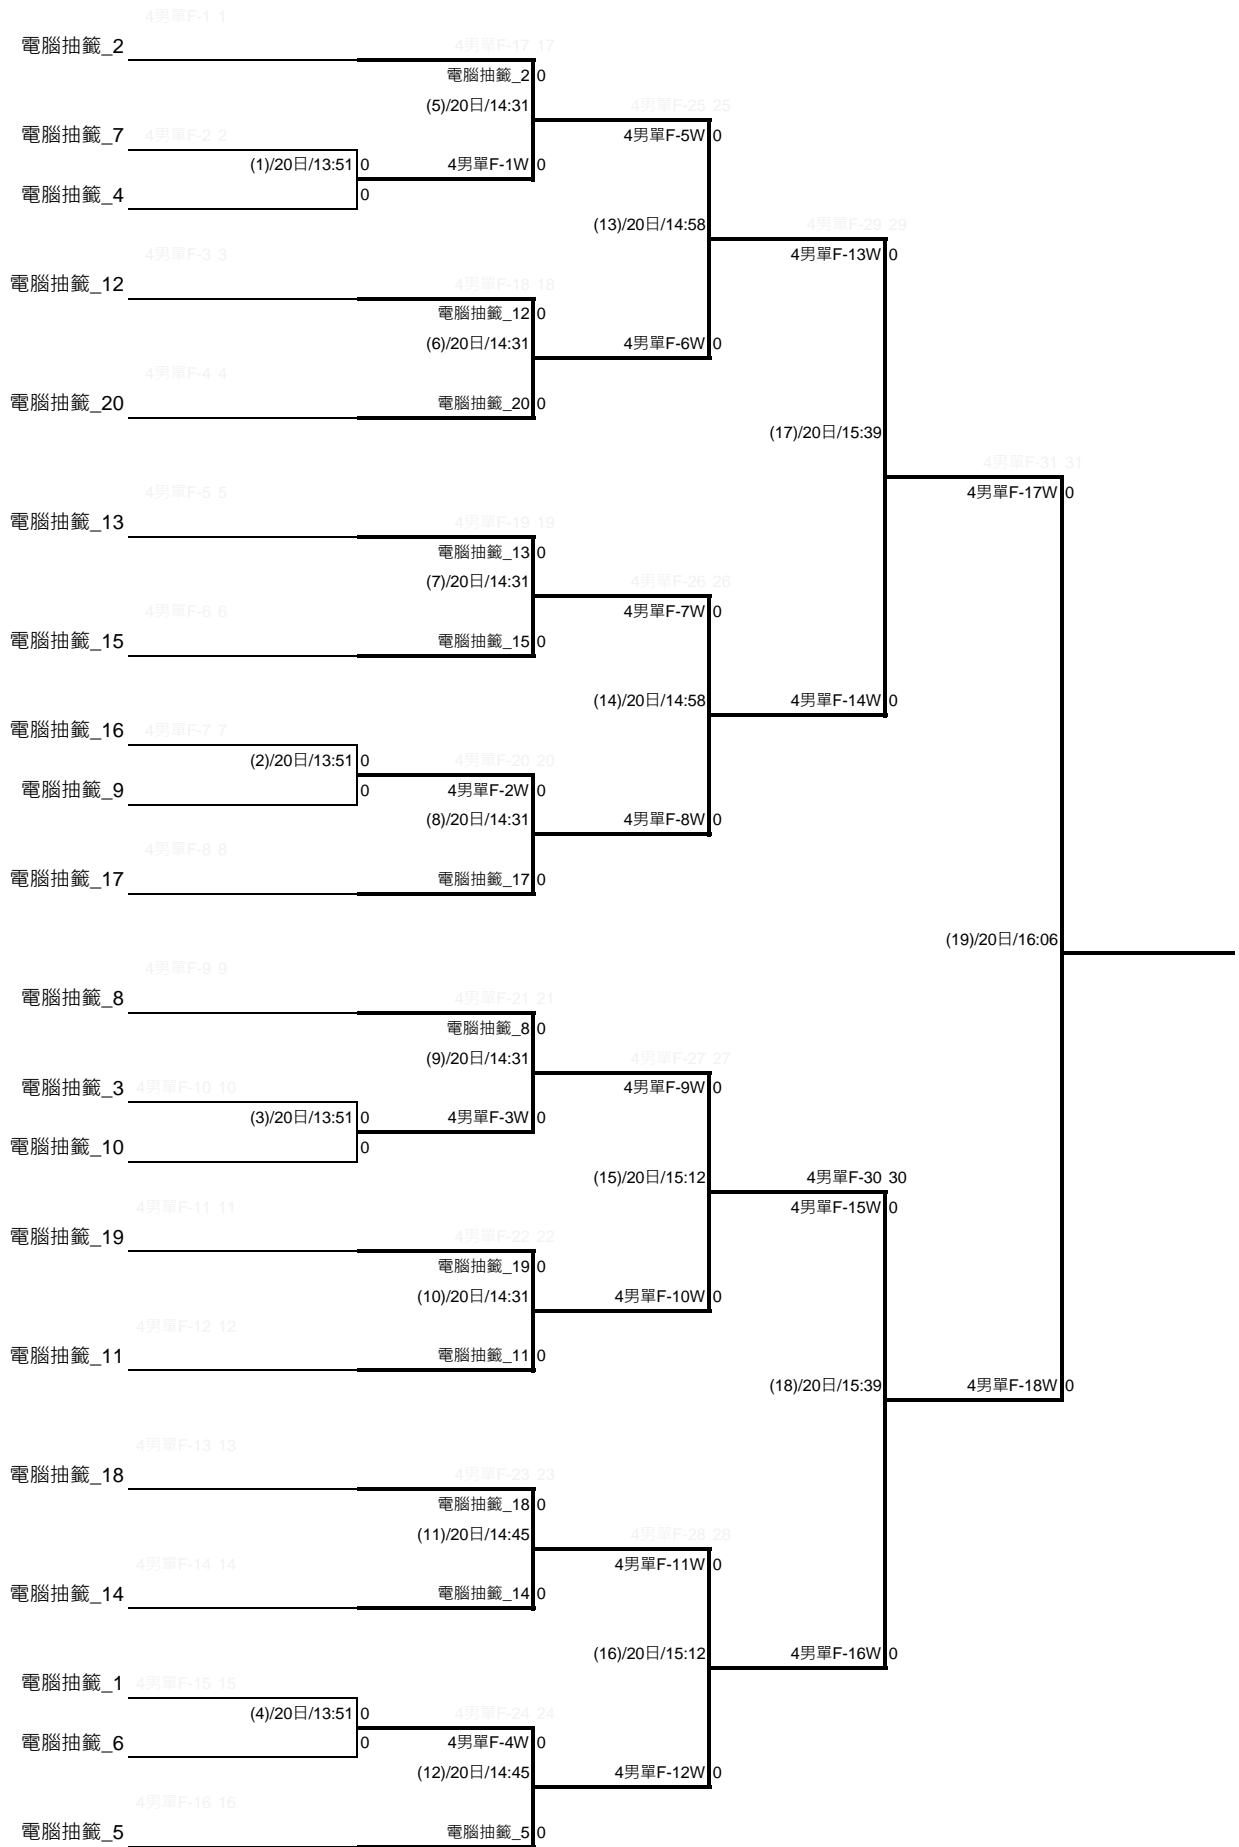 4男單F-1 1
電腦抽籤_2
4男單F-17 17
電腦抽籤_2 0
(5)/20日/14:31
4男單F-25 25
電腦抽籤_7
4男單F-2 2
4男單F-5W 0
(1)/20日/13:51 0
4男單F-1W 0
電腦抽籤_4
0
(13)/20日/14:58
4男單F-29 29
4男單F-3 3
4男單F-13W 0
電腦抽籤_12
4男單F-18 18
電腦抽籤_12 0
(6)/20日/14:31
4男單F-6W 0
4男單F-4 4
電腦抽籤_20
電腦抽籤_20 0
(17)/20日/15:39
4男單F-31 31
4男單F-5 5
4男單F-17W 0
電腦抽籤_13
4男單F-19 19
電腦抽籤_13 0
(7)/20日/14:31
4男單F-26 26
4男單F-6 6
4男單F-7W 0
電腦抽籤_15
電腦抽籤_15 0
(14)/20日/14:58
4男單F-14W 0
電腦抽籤_16
4男單F-7 7
(2)/20日/13:51 0
4男單F-20 20
電腦抽籤_9
0
4男單F-2W 0
(8)/20日/14:31
4男單F-8W 0
4男單F-8 8
電腦抽籤_17
電腦抽籤_17 0
(19)/20日/16:06
4男單F-9 9
電腦抽籤_8
4男單F-21 21
電腦抽籤_8 0
(9)/20日/14:31
4男單F-27 27
電腦抽籤_3
4男單F-10 10
4男單F-9W 0
(3)/20日/13:51 0
4男單F-3W 0
電腦抽籤_10
0
(15)/20日/15:12
4男單F-30 30
4男單F-11 11
4男單F-15W 0
電腦抽籤_19
4男單F-22 22
電腦抽籤_19 0
(10)/20日/14:31
4男單F-10W 0
4男單F-12 12
電腦抽籤_11
電腦抽籤_11 0
(18)/20日/15:39
4男單F-18W 0
4男單F-13 13
電腦抽籤_18
4男單F-23 23
電腦抽籤_18 0
(11)/20日/14:45
4男單F-28 28
4男單F-14 14
4男單F-11W 0
電腦抽籤_14
電腦抽籤_14 0
(16)/20日/15:12
4男單F-16W 0
電腦抽籤_1
4男單F-15 15
(4)/20日/13:51 0
4男單F-24 24
電腦抽籤_6
0
4男單F-4W 0
(12)/20日/14:45
4男單F-12W 0
4男單F-16 16
電腦抽籤_5
電腦抽籤_5 0